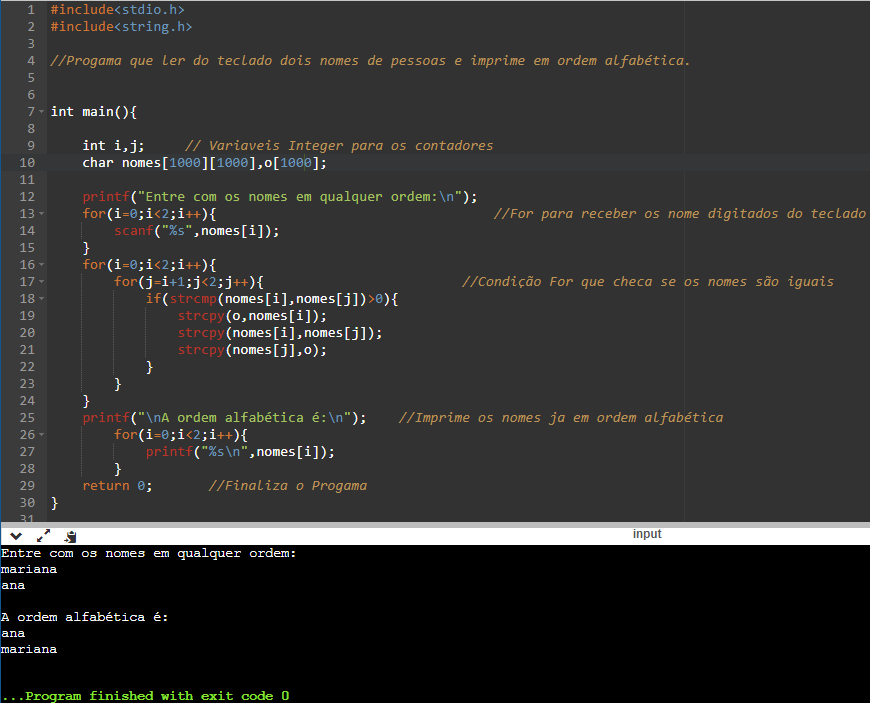 1 #include<stdio.h>
2 #include<string.h>
3
4 //Progama que ler do teclado dois nomes de pessoas e imprime em ordem alfabética.
5
6
7 int main(){
8
9     int i,j;     // Variaveis Integer para os contadores
10     char nomes[1000][1000],o[1000];
11
12     printf("Entre com os nomes em qualquer ordem:\n");
13     for(i=0;i<2;i++){                                   //For para receber os nome digitados do teclado
14         scanf("%s",nomes[i]);
15     }
16     for(i=0;i<2;i++){
17         for(j=i+1;j<2;j++){                         //Condição For que checa se os nomes são iguais
18             if(strcmp(nomes[i],nomes[j])>0){
19                 strcpy(o,nomes[i]);
20                 strcpy(nomes[i],nomes[j]);
21                 strcpy(nomes[j],o);
22             }
23         }
24     }
25     printf("\nA ordem alfabética é:\n");    //Imprime os nomes ja em ordem alfabética
26         for(i=0;i<2;i++){
27             printf("%s\n",nomes[i]);
28         }
29     return 0;       //Finaliza o Progama
30 }
31
input
Entre com os nomes em qualquer ordem:
mariana
ana

A ordem alfabética é:
ana
mariana

...Program finished with exit code 0